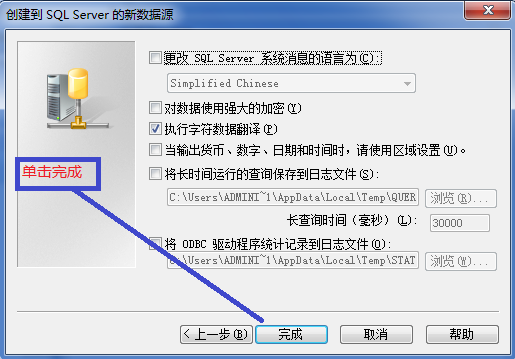 创建到 SQL Server 的新数据源
更改 SQL Server 系统消息的语言为(C):
Simplified Chinese
对数据使用强大的加密(Y)
执行字符数据翻译(P)
当输出货币、数字、日期和时间时,请使用区域设置(U)。
单击完成
将长时间运行的查询保存到日志文件(S):
C:\Users\ADMINI~1\AppData\Local\Temp\QUER
浏览(R)...
长查询时间(毫秒)(L):
30000
将 ODBC 驱动程序统计记录到日志文件(O):
C:\Users\ADMINI~1\AppData\Local\Temp\STAT
浏览(W)...
< 上一步(B)
完成
取消
帮助